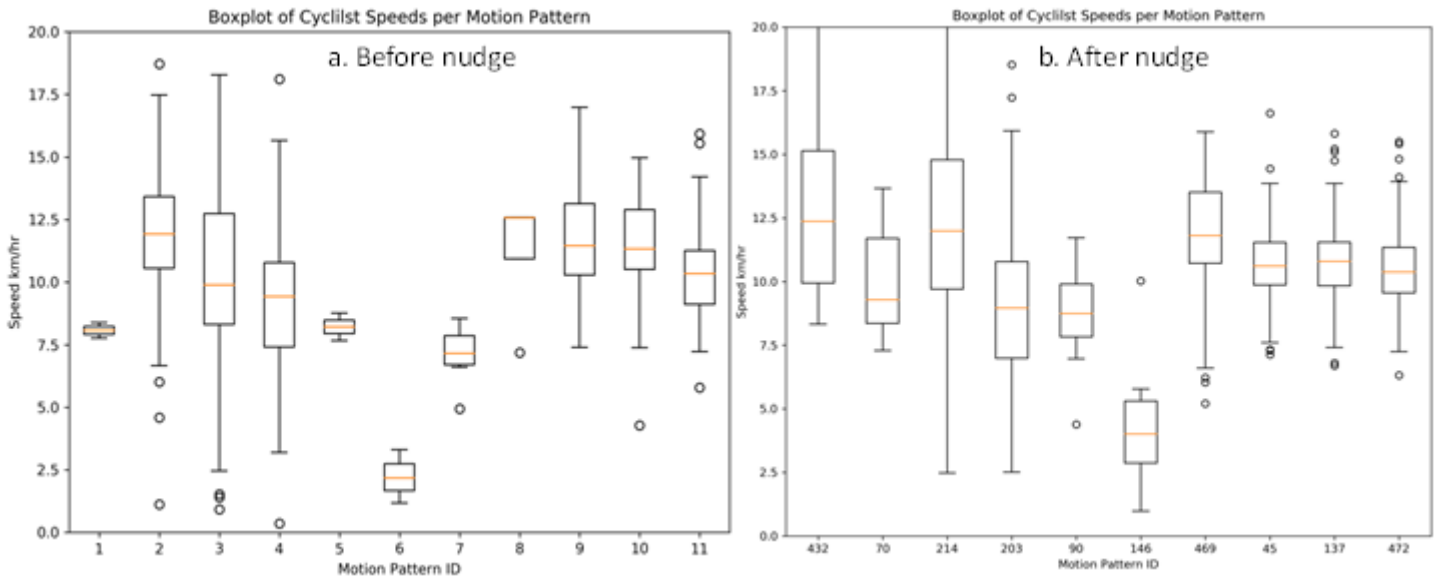 Boxplot of Cyclilst Speeds per Motion Pattern
a. Before nudge
20.0
17.5
15.0
12.5
10.0
7.5
5.0
2.5
0.0
Speed km/hr
1 2 3 4 5 6 7 8 9 10 11
Motion Pattern ID
Boxplot of Cyclilst Speeds per Motion Pattern
b. After nudge
20.0
17.5
15.0
12.5
10.0
7.5
5.0
2.5
0.0
Speed km/hr
432 70 214 203 90 146 469 45 137 472
Motion Pattern ID